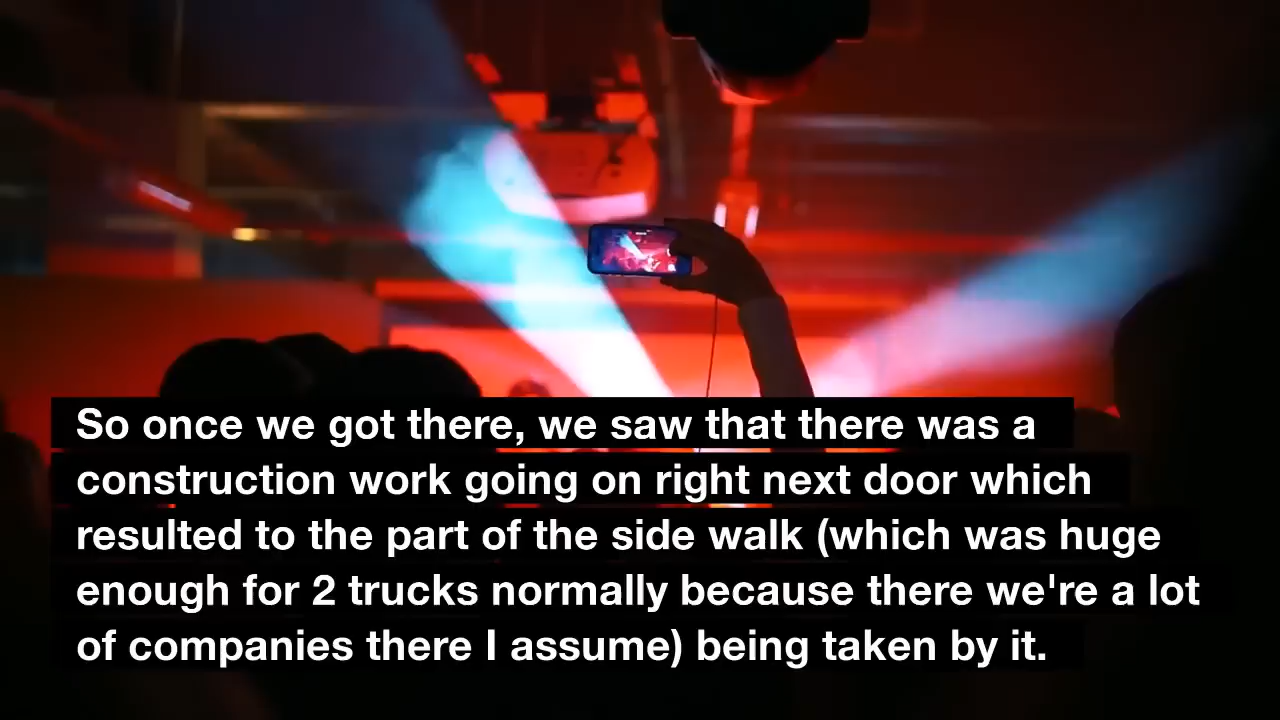 So once we got there, we saw that there was a
construction work going on right next door which
resulted to the part of the side walk (which was huge
enough for 2 trucks normally because there we're a lot
of companies there I assume) being taken by it.